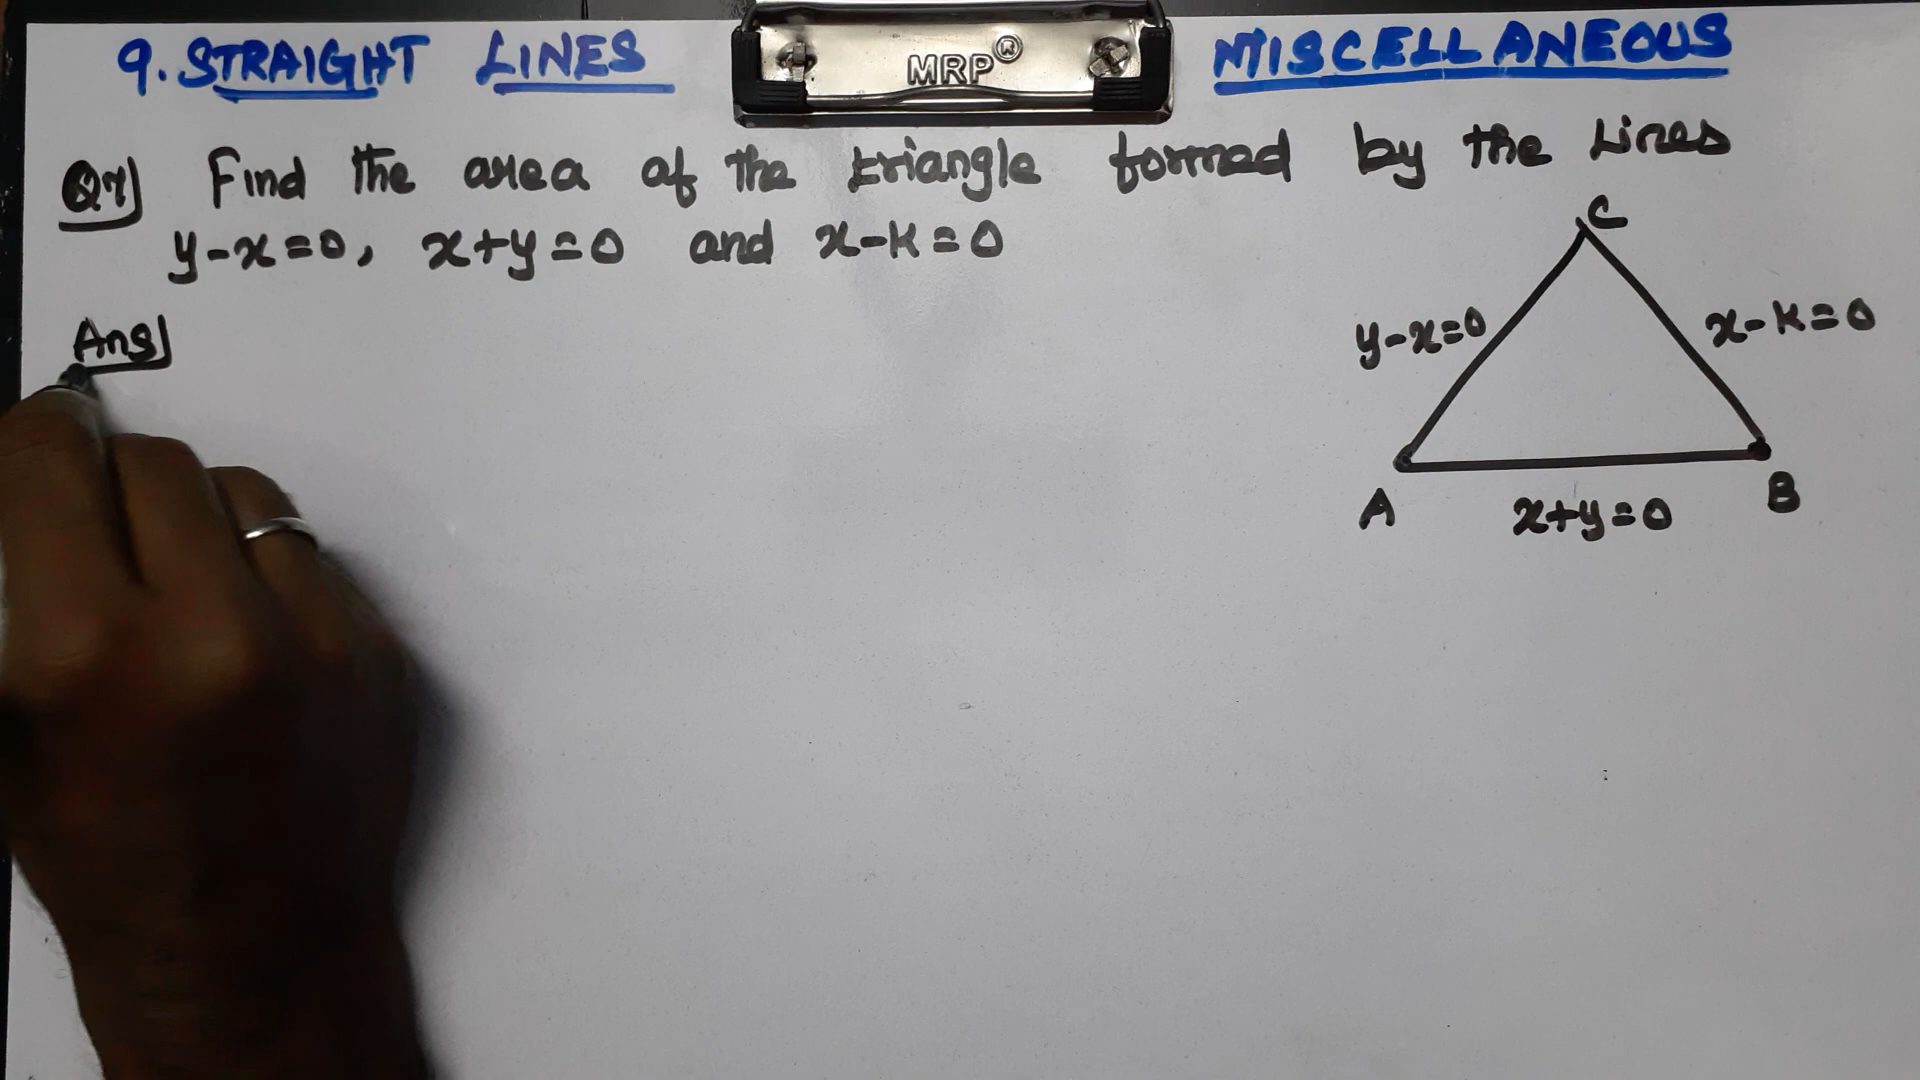 9. STRAIGHT LINES
MRP®
MISCELLANEOUS
Q7) Find the area of the triangle formed by the Lines
y-x=0, x+y=0 and x-k=0
Ans)
C
y-x=0
x-k=0
A
B
x+y=0